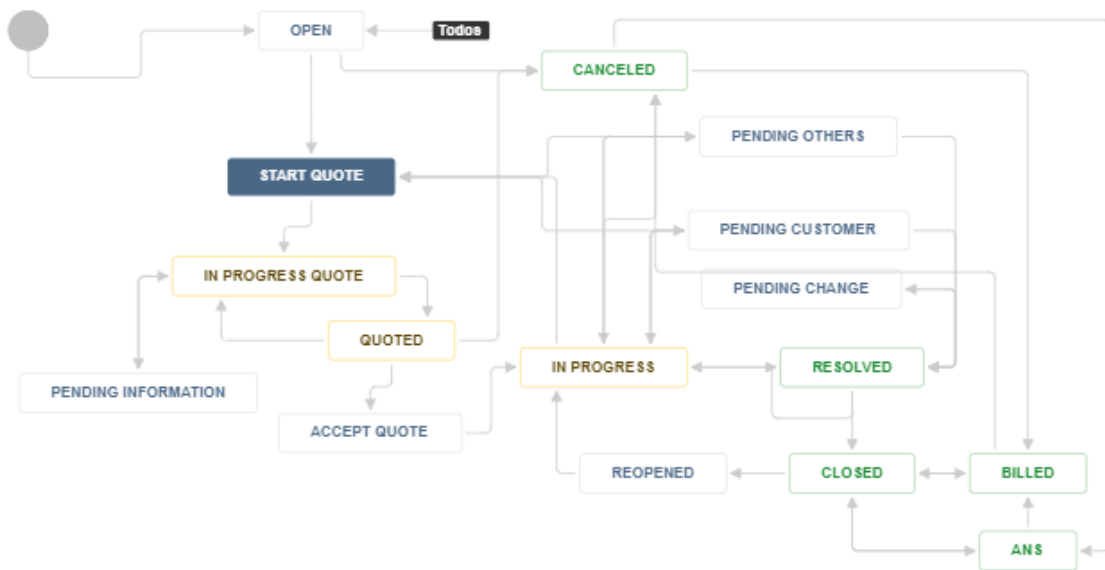 OPEN
Todos
CANCELED
PENDING OTHERS
START QUOTE
PENDING CUSTOMER
IN PROGRESS QUOTE
PENDING CHANGE
QUOTED
IN PROGRESS
RESOLVED
PENDING INFORMATION
ACCEPT QUOTE
REOPENED
CLOSED
BILLED
ANS